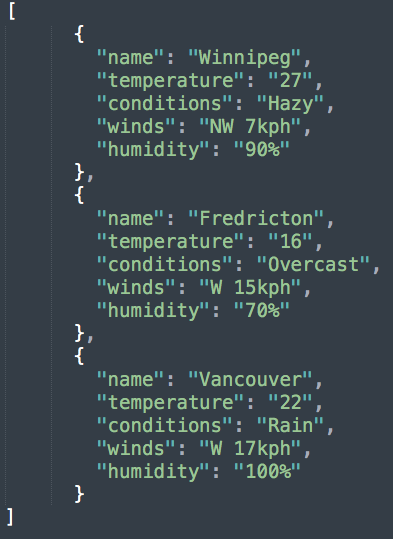 [
{
"name": "Winnipeg",
"temperature": "27",
"conditions": "Hazy",
"winds": "NW 7kph",
"humidity": "90%"
},
{
"name": "Fredricton",
"temperature": "16",
"conditions": "Overcast",
"winds": "W 15kph",
"humidity": "70%"
},
{
"name": "Vancouver",
"temperature": "22",
"conditions": "Rain",
"winds": "W 17kph",
"humidity": "100%"
}
]